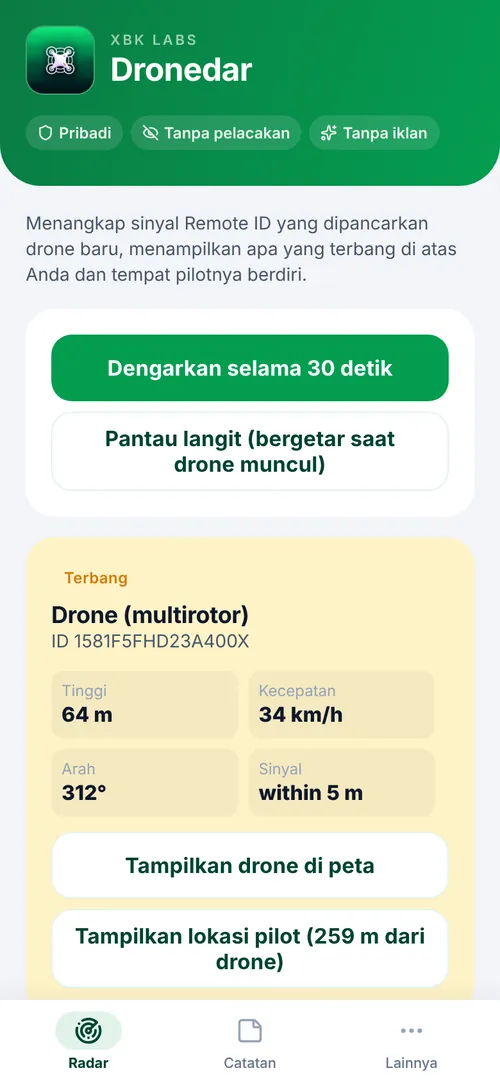 XBK LABS
Dronedar
Pribadi
Tanpa pelacakan
Tanpa iklan
Menangkap sinyal Remote ID yang dipancarkan
drone baru, menampilkan apa yang terbang di atas
Anda dan tempat pilotnya berdiri.
Dengarkan selama 30 detik
Pantau langit (bergetar saat
drone muncul)
Terbang
Drone (multirotor)
ID 1581F5FHD23A400X
Tinggi
64 m
Kecepatan
34 km/h
Arah
312°
Sinyal
within 5 m
Tampilkan drone di peta
Tampilkan lokasi pilot (259 m dari
drone)
Radar
Catatan
Lainnya